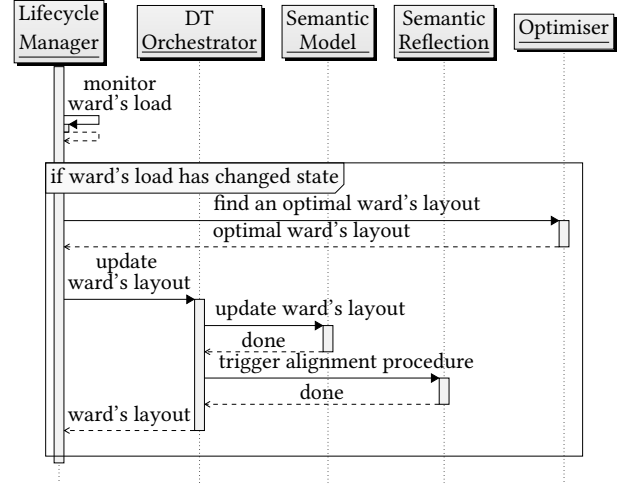 Lifecycle
Manager
DT
Orchestrator
Semantic
Model
Semantic
Reflection
Optimiser
monitor
ward's load
if ward's load has changed state
find an optimal ward's layout
optimal ward's layout
update
ward's layout
update ward's layout
done
trigger alignment procedure
done
ward's layout